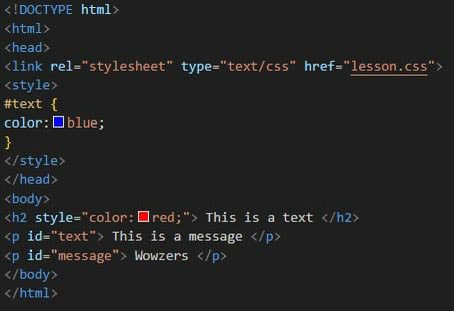 <!DOCTYPE html>
<html>
<head>
<link rel="stylesheet" type="text/css" href="lesson.css">
<style>
#text {
color:blue;
}
</style>
</head>
<body>
<h2 style="color:red;"> This is a text </h2>
<p id="text"> This is a message </p>
<p id="message"> Wowzers </p>
</body>
</html>